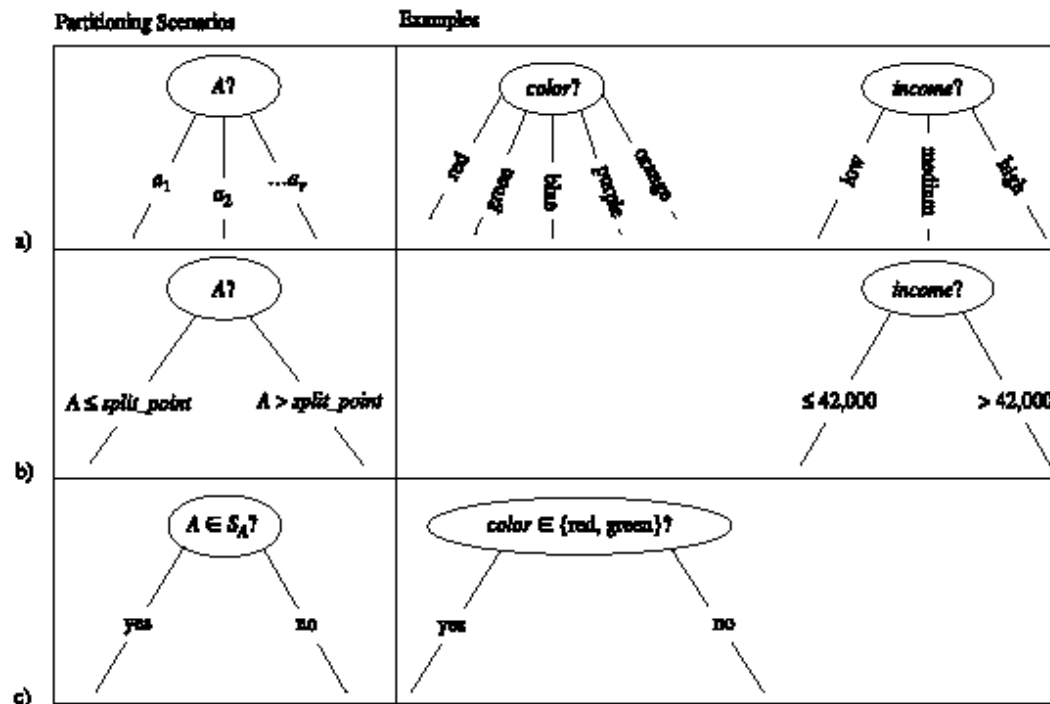 Partitioning Scenarios
Examples
A?
a1
a2
...av
color?
red
green
blue
purple
orange
income?
low
medium
high
a)
A?
A ≤ split_point
A > split_point
income?
≤ 42,000
> 42,000
b)
A ∈ SA?
yes
no
color ∈ {red, green}?
yes
no
c)